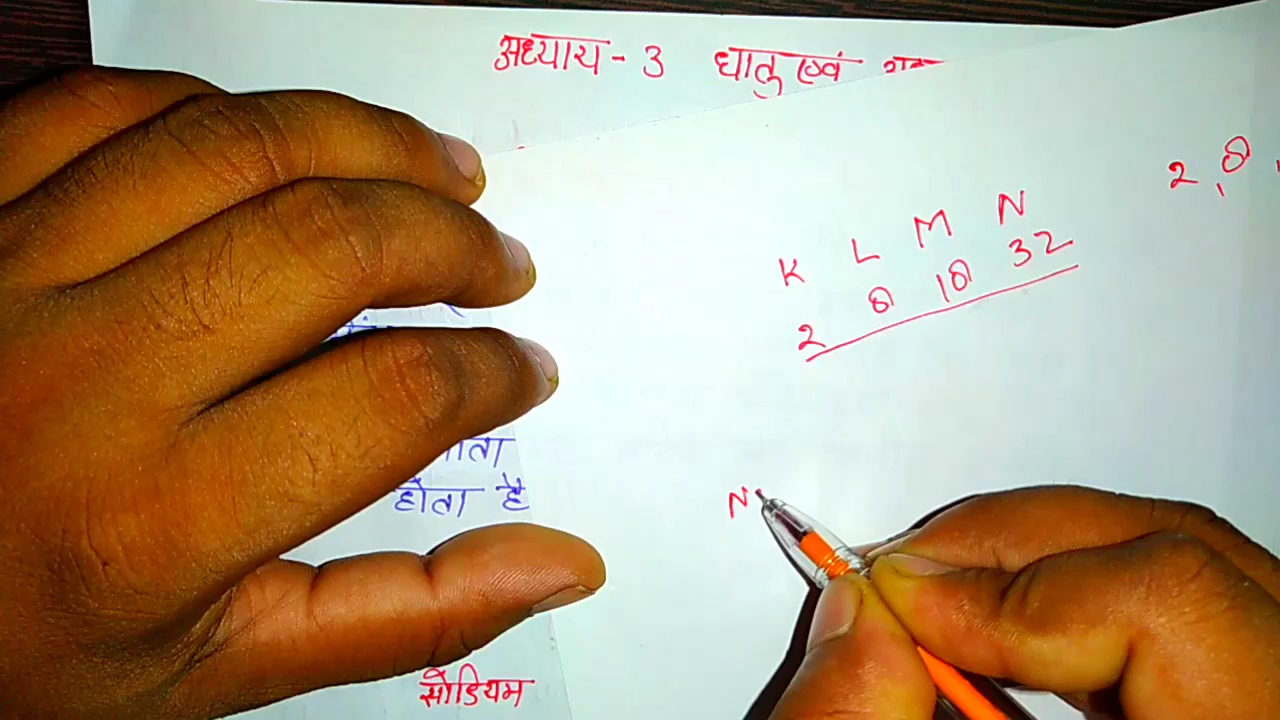 अध्याय - 3 धातु एवं
K L M N
2 8 18 32
2, 8
N
होता है
सोडियम